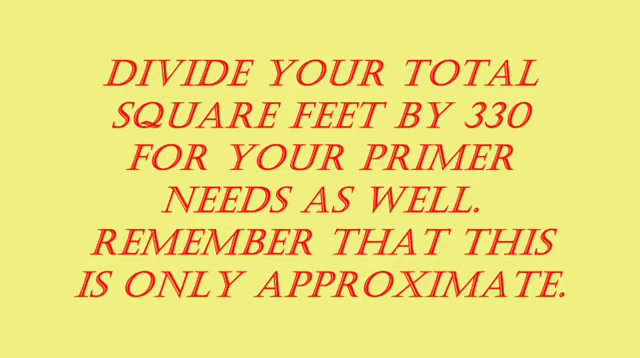 DIVIDE YOUR TOTAL
SQUARE FEET BY 330
FOR YOUR PRIMER
NEEDS AS WELL.
REMEMBER THAT THIS
IS ONLY APPROXIMATE.